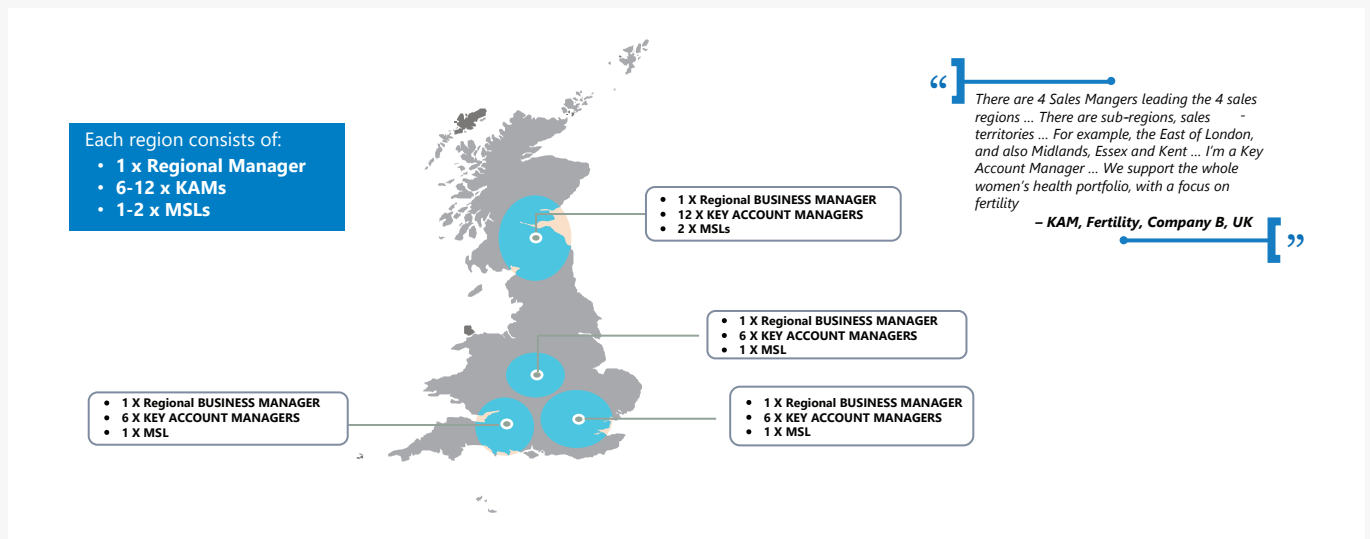 Each region consists of:
• 1 x Regional Manager
• 6-12 x KAMs
• 1-2 x MSLs
“
There are 4 Sales Mangers leading the 4 sales
regions ... There are sub-regions, sales -
territories ... For example, the East of London,
and also Midlands, Essex and Kent ... I’m a Key
Account Manager ... We support the whole
women’s health portfolio, with a focus on
fertility
– KAM, Fertility, Company B, UK
”
• 1 X Regional BUSINESS MANAGER
• 12 X KEY ACCOUNT MANAGERS
• 2 X MSLs
• 1 X Regional BUSINESS MANAGER
• 6 X KEY ACCOUNT MANAGERS
• 1 X MSL
• 1 X Regional BUSINESS MANAGER
• 6 X KEY ACCOUNT MANAGERS
• 1 X MSL
• 1 X Regional BUSINESS MANAGER
• 6 X KEY ACCOUNT MANAGERS
• 1 X MSL